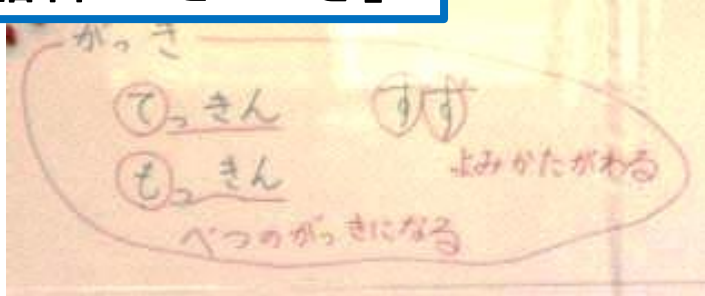 がっき
てっきん すず
もっきん
よみかたがわる
べつのがっきになる